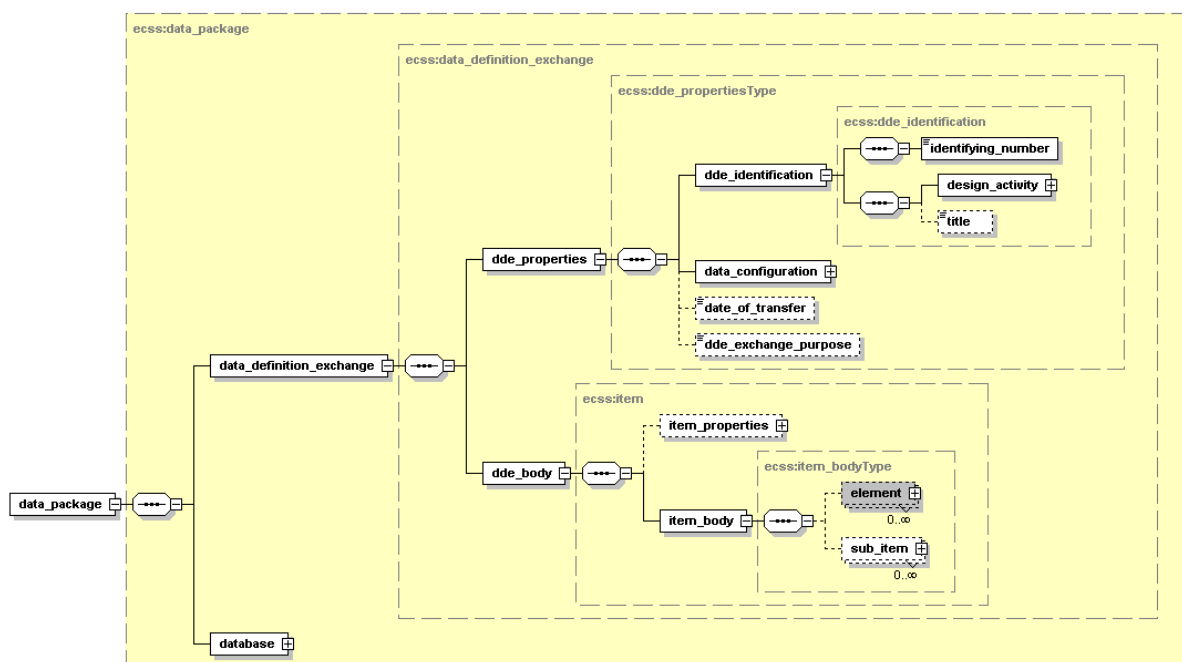 ecss:data_package
ecss:data_definition_exchange
ecss:dde_propertiesType
ecss:dde_identification
identifying_number
dde_identification
design_activity
title
dde_properties
data_configuration
date_of_transfer
dde_exchange_purpose
data_definition_exchange
ecss:item
item_properties
dde_body
ecss:item_bodyType
element
0..∞
data_package
item_body
sub_item
0..∞
database